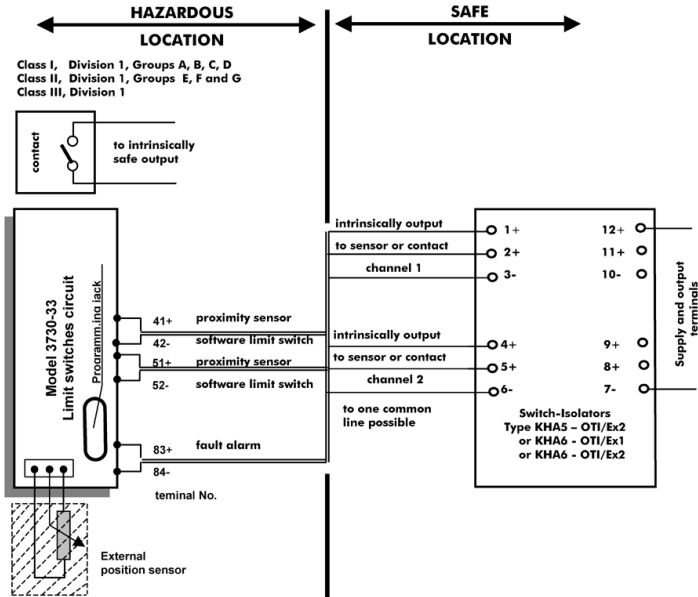 HAZARDOUS
LOCATION
SAFE
LOCATION
Class I, Division 1, Groups A, B, C, D
Class II, Division 1, Groups E, F and G
Class III, Division 1
contact
to intrinsically
safe output
Model 3730-33
Limit switches circuit
Programm.ing jack
41+ proximity sensor
42- software limit switch
51+ proximity sensor
52- software limit switch
83+ fault alarm
84-
teminal No.
External
position sensor
intrinsically output
to sensor or contact
channel 1
intrinsically output
to sensor or contact
channel 2
to one common
line possible
1+ 12+
2+ 11+
3- 10-
4+ 9+
5+ 8+
6- 7-
Switch-Isolators
Type KHA5 – OTI/Ex2
or KHA6 - OTI/Ex1
or KHA6 - OTI/Ex2
Supply and output
terminals